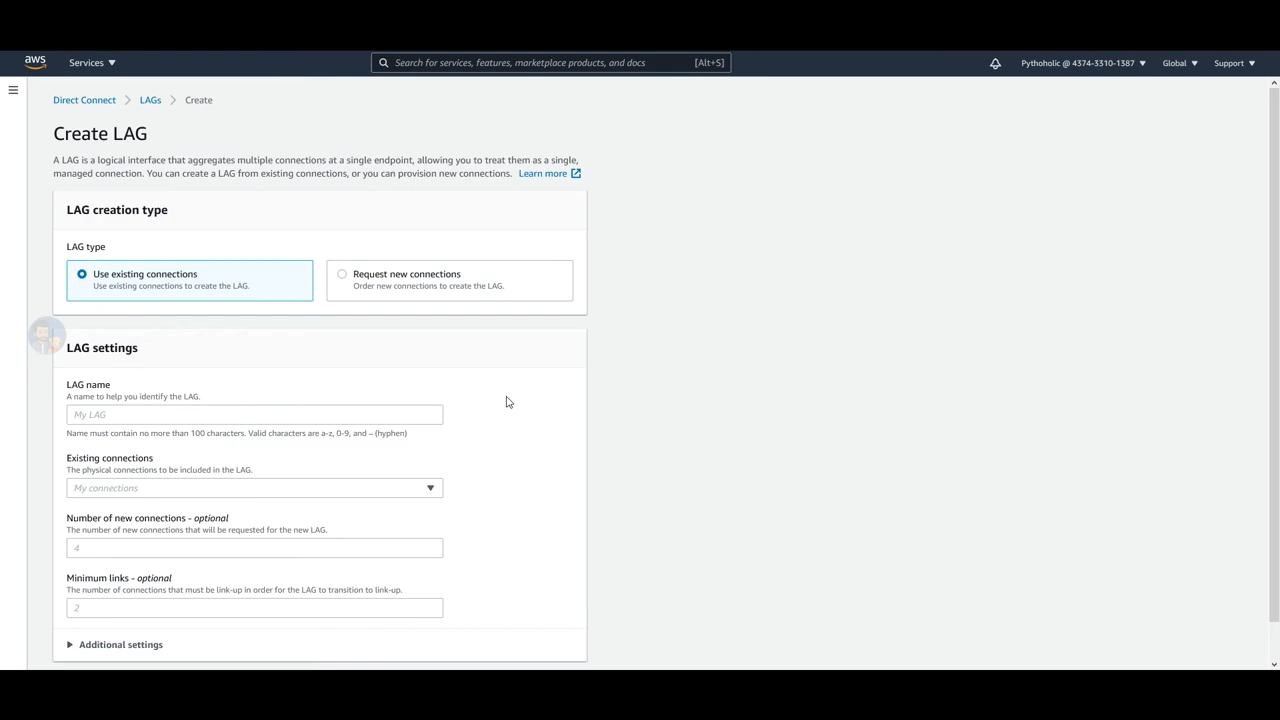 aws Services Search for services, features, marketplace products, and docs [Alt+S] Pythoholic @ 4374-3310-1387 Global Support
Direct Connect LAGs Create
Create LAG
A LAG is a logical interface that aggregates multiple connections at a single endpoint, allowing you to treat them as a single,
managed connection. You can create a LAG from existing connections, or you can provision new connections. Learn more
LAG creation type
LAG type
Use existing connections
Use existing connections to create the LAG.
Request new connections
Order new connections to create the LAG.
LAG settings
LAG name
A name to help you identify the LAG.
My LAG
Name must contain no more than 100 characters. Valid characters are a-z, 0-9, and – (hyphen)
Existing connections
The physical connections to be included in the LAG.
My connections
Number of new connections - optional
The number of new connections that will be requested for the new LAG.
4
Minimum links - optional
The number of connections that must be link-up in order for the LAG to transition to link-up.
2
Additional settings